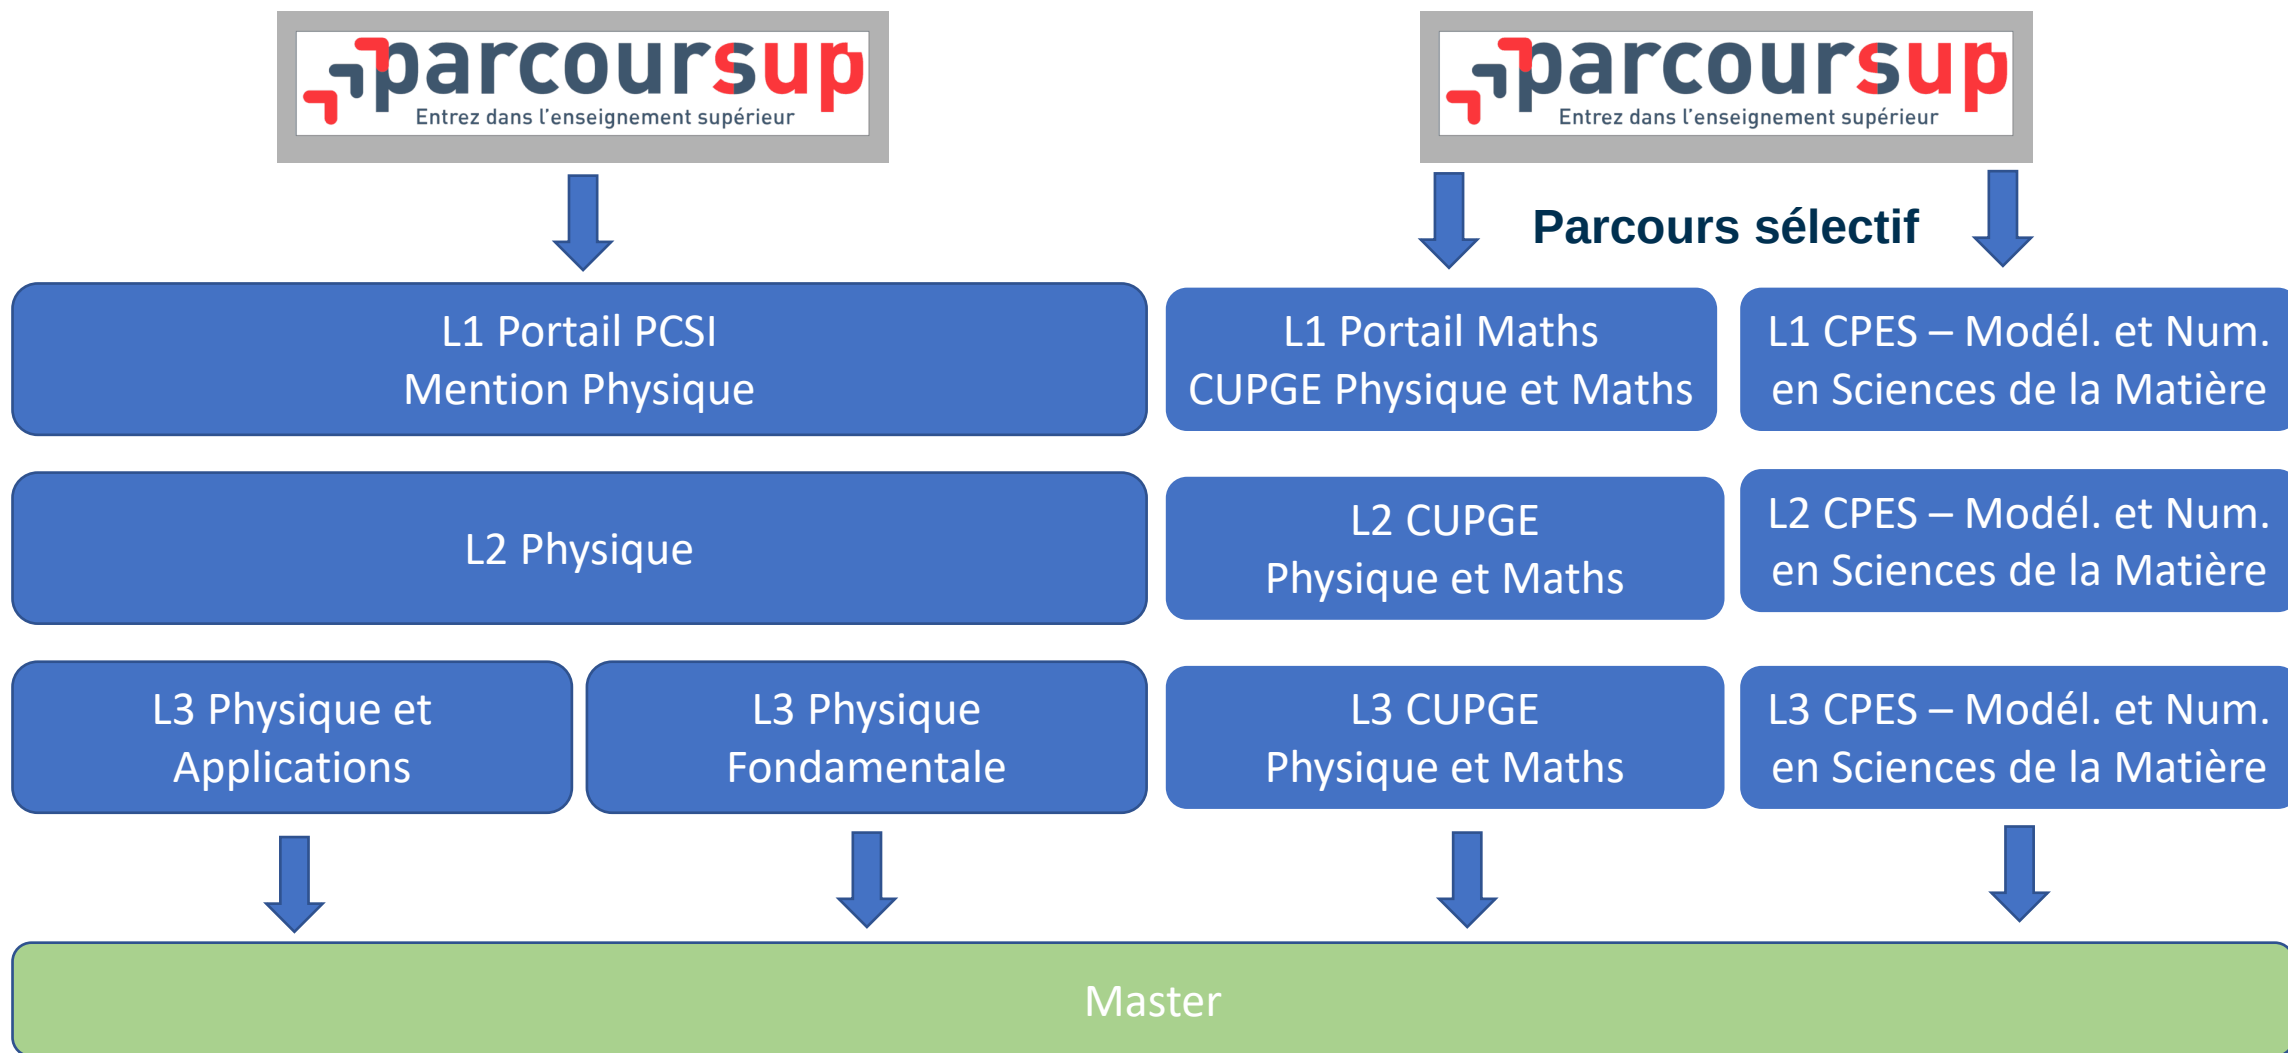 parcoursup
Entrez dans l'enseignement supérieur
parcoursup
Entrez dans l'enseignement supérieur
Parcours sélectif
L1 Portail PCSI
Mention Physique
L1 Portail Maths
CUPGE Physique et Maths
L1 CPES – Modél. et Num.
en Sciences de la Matière
L2 Physique
L2 CUPGE
Physique et Maths
L2 CPES – Modél. et Num.
en Sciences de la Matière
L3 Physique et
Applications
L3 Physique
Fondamentale
L3 CUPGE
Physique et Maths
L3 CPES – Modél. et Num.
en Sciences de la Matière
Master